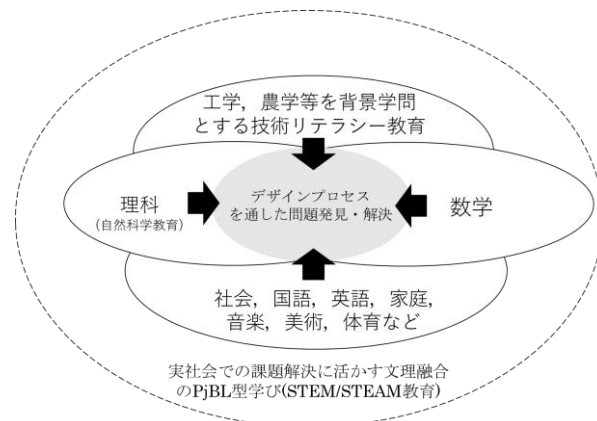 工学，農学等を背景学問
とする技術リテラシー教育
デザインプロセス
を通した問題発見・解決
理科
(自然科学教育)
数学
社会，国語，英語，家庭，
音楽，美術，体育など
実社会での課題解決に活かす文理融合
のPjBL型学び(STEM/STEAM教育)